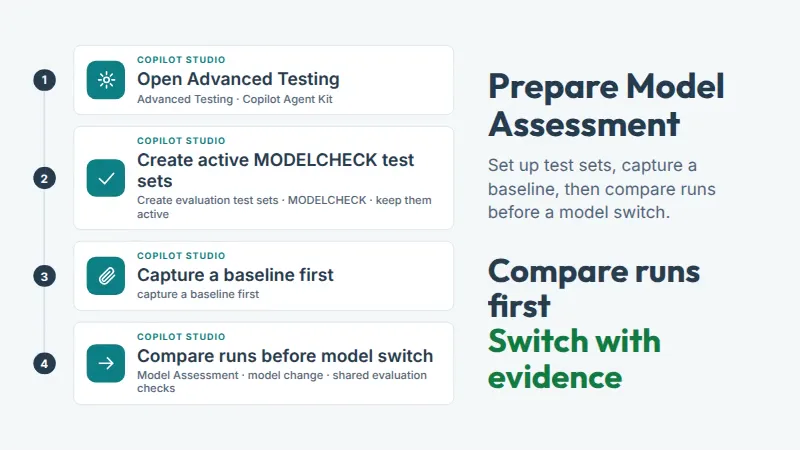 1
COPILOT STUDIO
Open Advanced Testing
Advanced Testing · Copilot Agent Kit
2
COPILOT STUDIO
Create active MODELCHECK test
sets
Create evaluation test sets · MODELCHECK · keep them
active
3
COPILOT STUDIO
Capture a baseline first
capture a baseline first
4
COPILOT STUDIO
Compare runs before model switch
Model Assessment · model change · shared evaluation
checks
Prepare Model
Assessment
Set up test sets, capture a
baseline, then compare runs
before a model switch.
Compare runs
first
Switch with
evidence